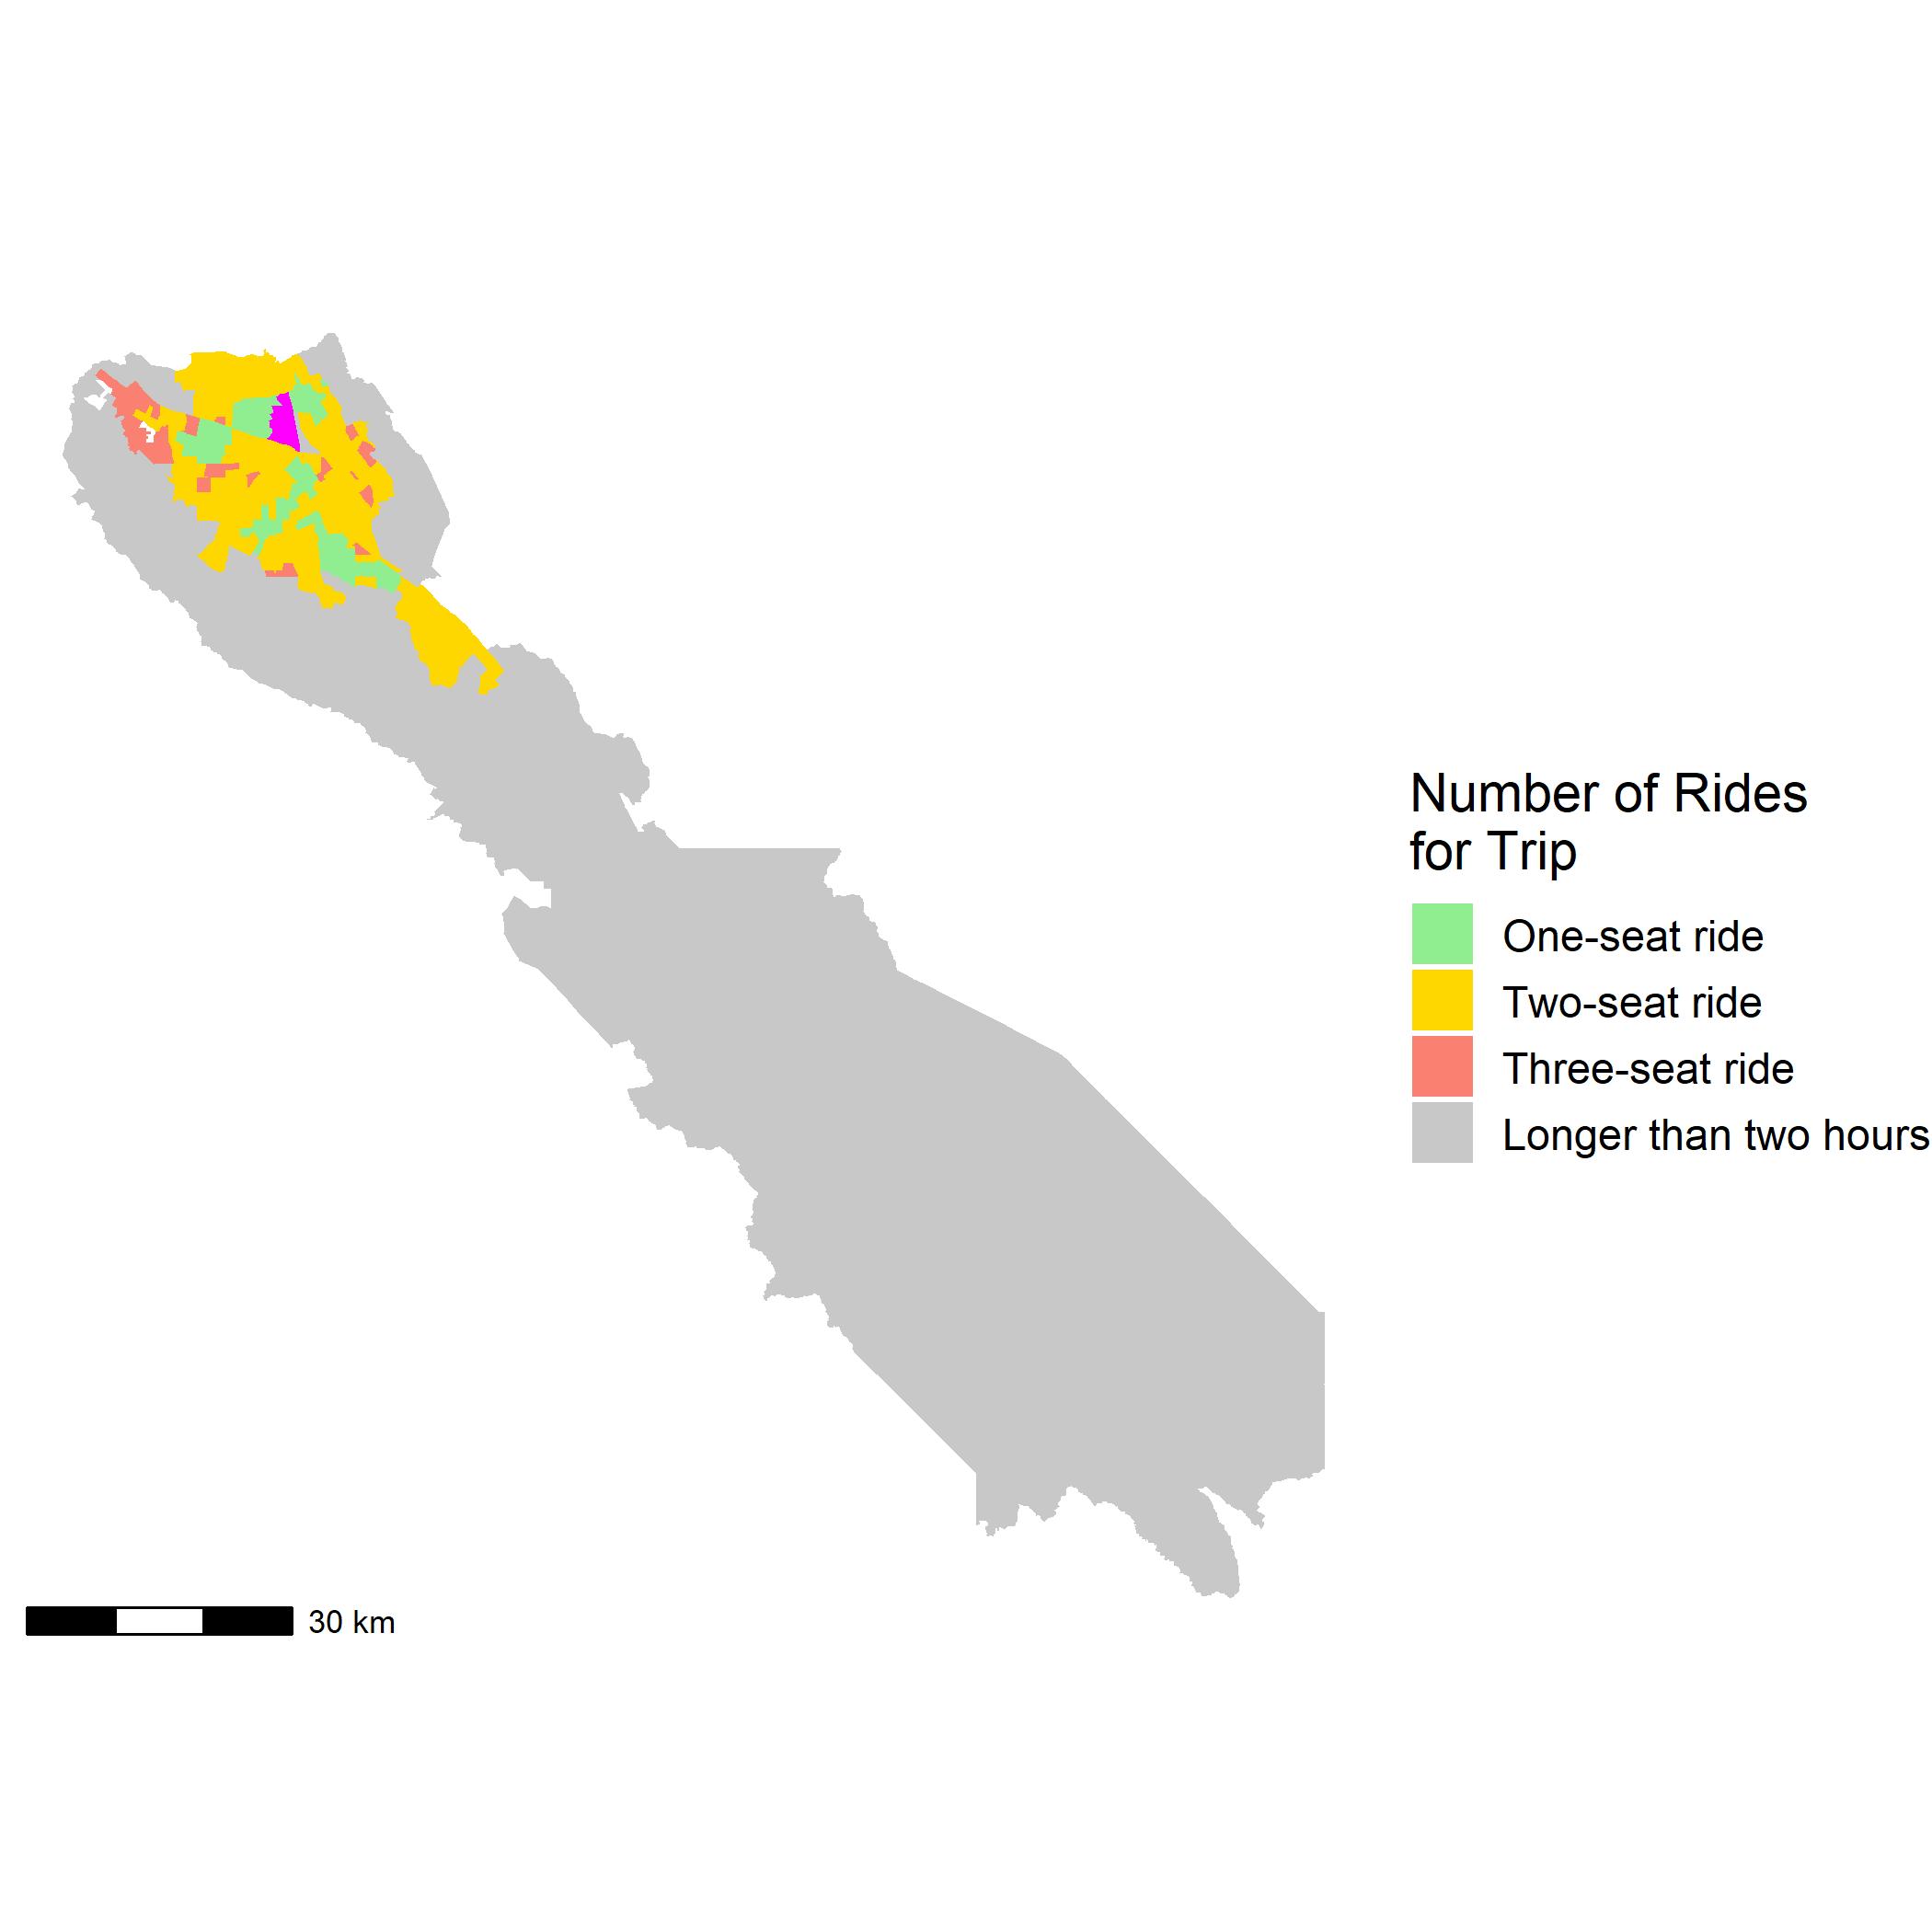 Number of Rides
for Trip
One-seat ride
Two-seat ride
Three-seat ride
Longer than two hours
30 km